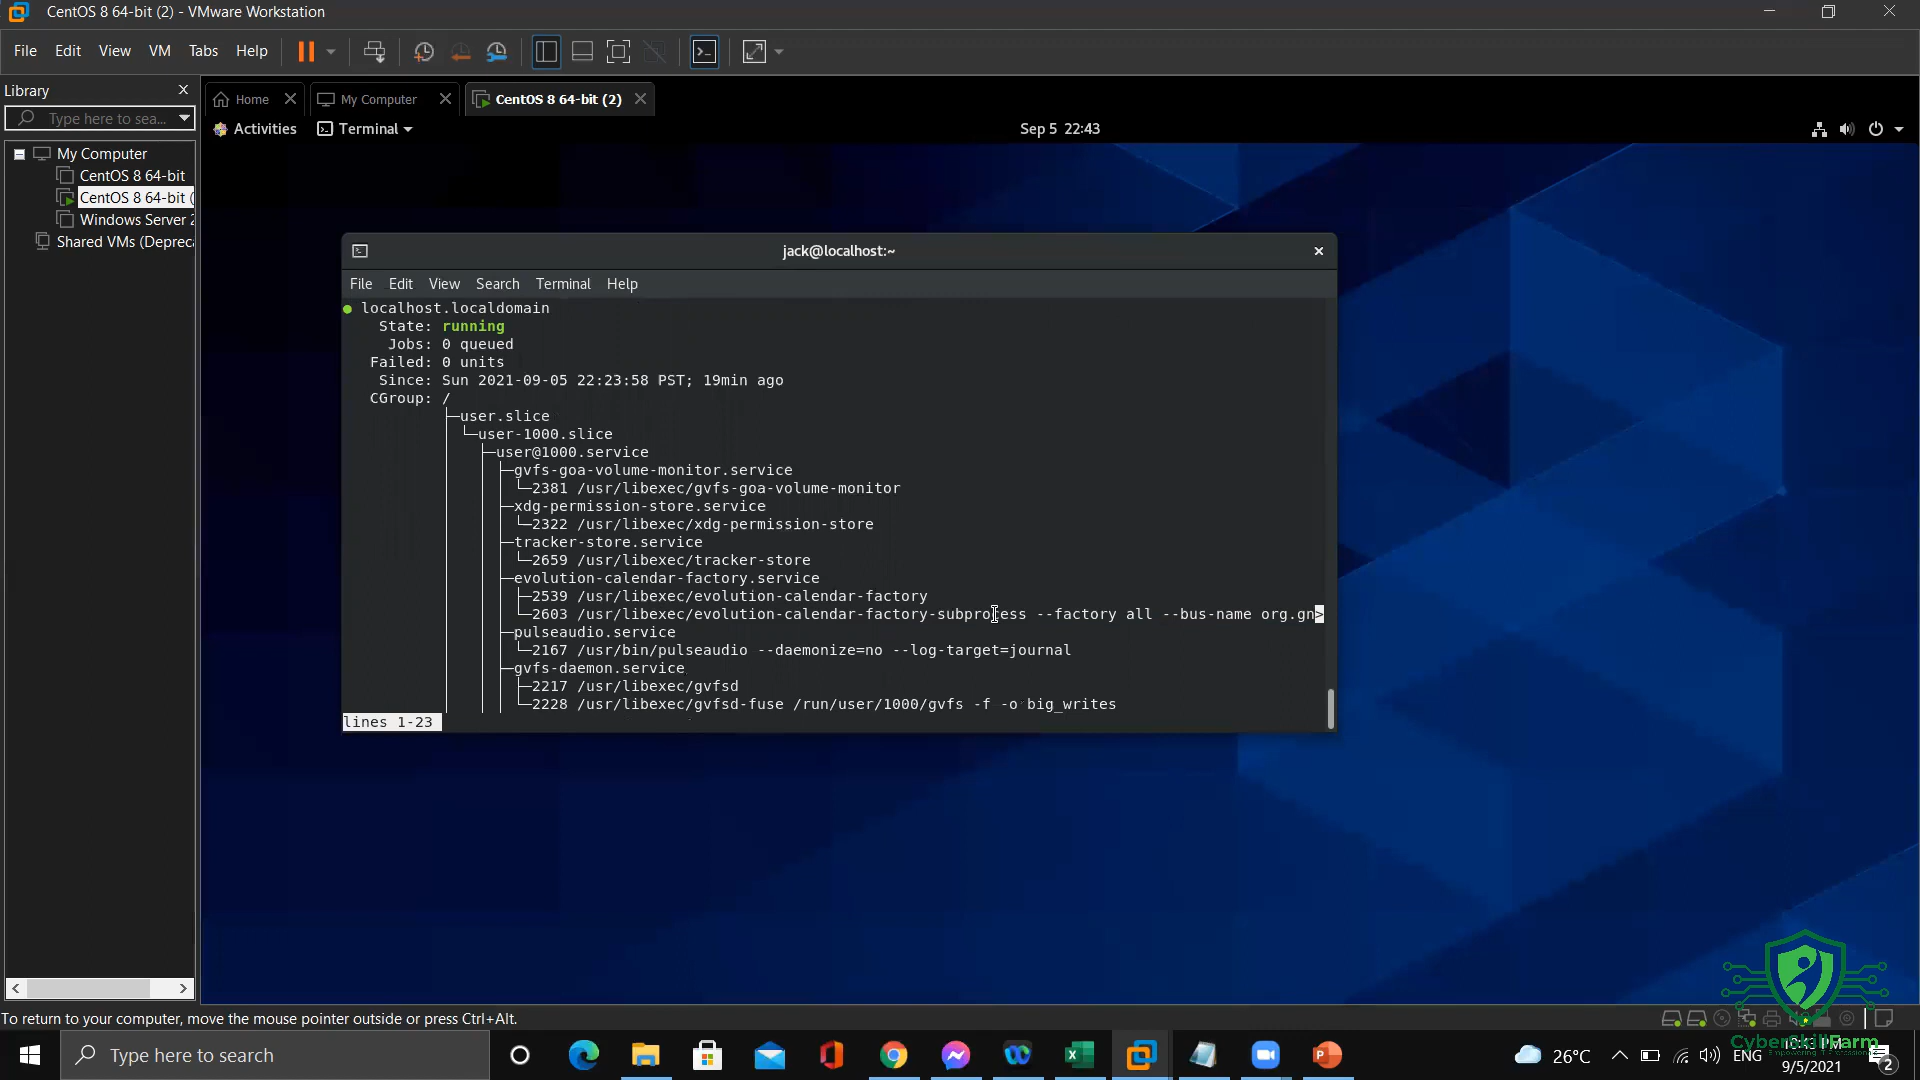 CentOS 8 64-bit (2) - VMware Workstation
File Edit View VM Tabs Help
Library
Type here to sea...
Home My Computer CentOS 8 64-bit (2)
Activities Terminal Sep 5 22:43
My Computer
CentOS 8 64-bit
CentOS 8 64-bit (
Windows Server 2
Shared VMs (Depreca
jack@localhost:~
File Edit View Search Terminal Help
● localhost.localdomain
State: running
Jobs: 0 queued
Failed: 0 units
Since: Sun 2021-09-05 22:23:58 PST; 19min ago
CGroup: /
├─user.slice
│ └─user-1000.slice
│ ├─user@1000.service
│ │ ├─gvfs-goa-volume-monitor.service
│ │ │ └─2381 /usr/libexec/gvfs-goa-volume-monitor
│ │ ├─xdg-permission-store.service
│ │ │ └─2322 /usr/libexec/xdg-permission-store
│ │ ├─tracker-store.service
│ │ │ └─2659 /usr/libexec/tracker-store
│ │ ├─evolution-calendar-factory.service
│ │ │ ├─2539 /usr/libexec/evolution-calendar-factory
│ │ │ └─2603 /usr/libexec/evolution-calendar-factory-subprocess --factory all --bus-name org.gn>
│ │ ├─pulseaudio.service
│ │ │ └─2167 /usr/bin/pulseaudio --daemonize=no --log-target=journal
│ │ ├─gvfs-daemon.service
│ │ │ ├─2217 /usr/libexec/gvfsd
│ │ │ └─2228 /usr/libexec/gvfsd-fuse /run/user/1000/gvfs -f -o big_writes
lines 1-23
To return to your computer, move the mouse pointer outside or press Ctrl+Alt.
CyberSkillFarm
Type here to search
26°C
ENG
9/5/2021
2